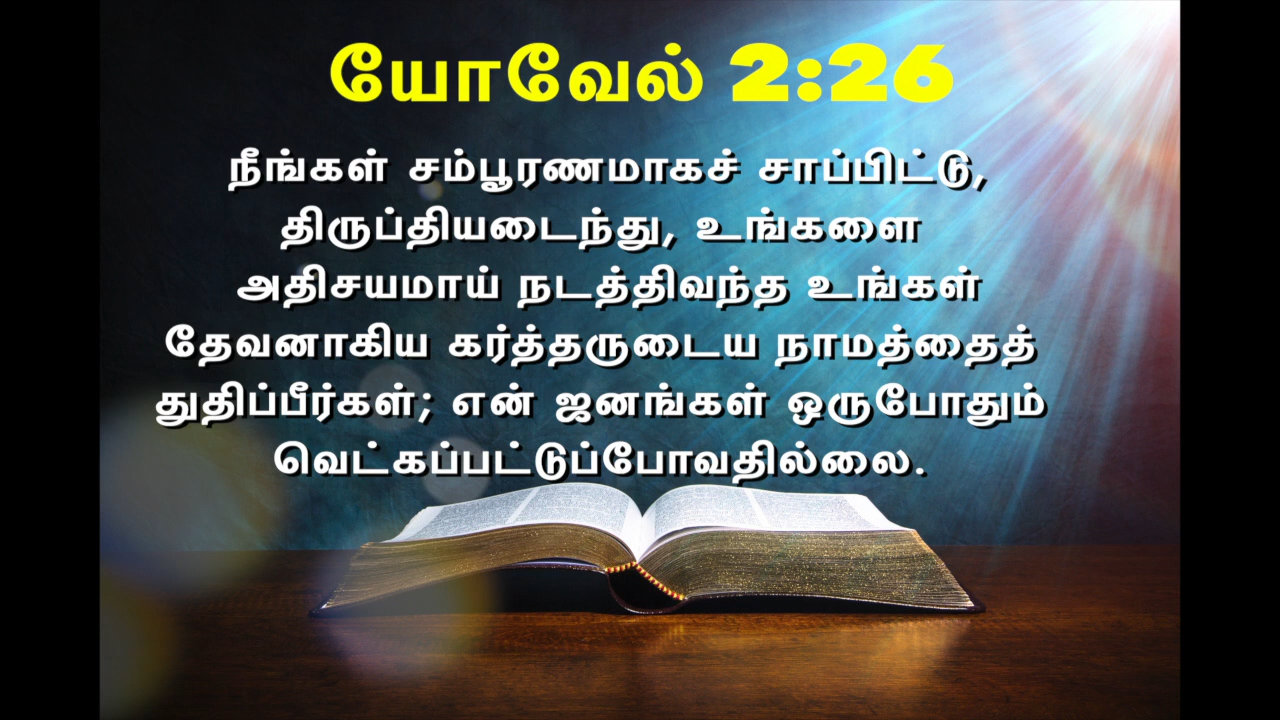 யோவேல் 2:26
நீங்கள் சம்பூரணமாகச் சாப்பிட்டு,
திருப்தியடைந்து, உங்களை
அதிசயமாய் நடத்திவந்த உங்கள்
தேவனாகிய கர்த்தருடைய நாமத்தைத்
துதிப்பீர்கள்; என் ஜனங்கள் ஒருபோதும்
வெட்கப்பட்டுப்போவதில்லை.